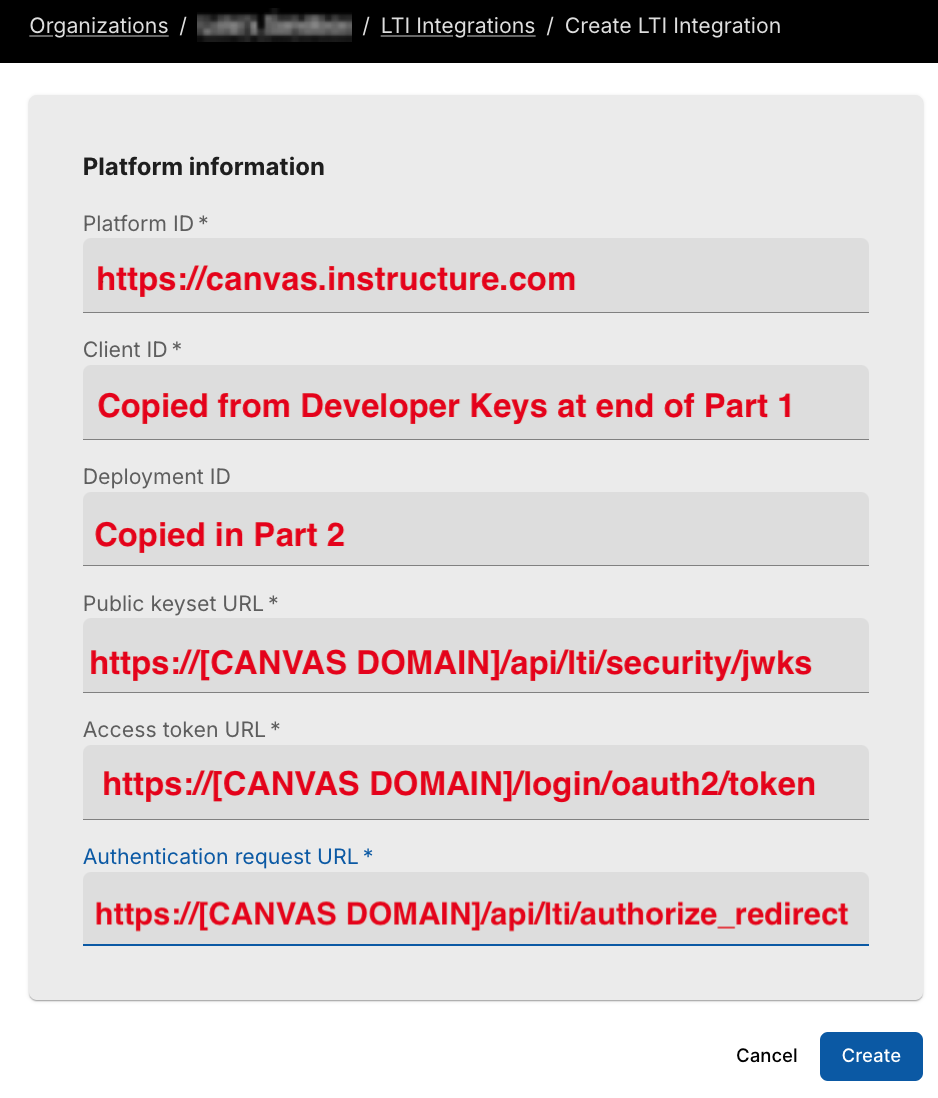 Organizations / / LTI Integrations / Create LTI Integration
Platform information
Platform ID *
https://canvas.instructure.com
Client ID *
Copied from Developer Keys at end of Part 1
Deployment ID
Copied in Part 2
Public keyset URL *
https://[CANVAS DOMAIN]/api/lti/security/jwks
Access token URL *
https://[CANVAS DOMAIN]/login/oauth2/token
Authentication request URL *
https://[CANVAS DOMAIN]/api/lti/authorize_redirect
Cancel Create